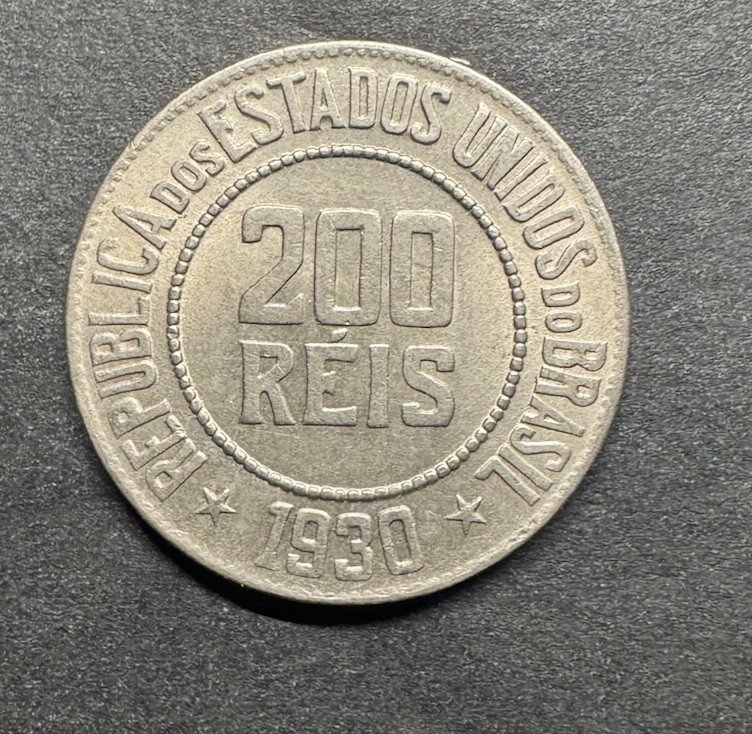 REPUBLICA DOS ESTADOS UNIDOS DO BRASIL
200
RÉIS
1930